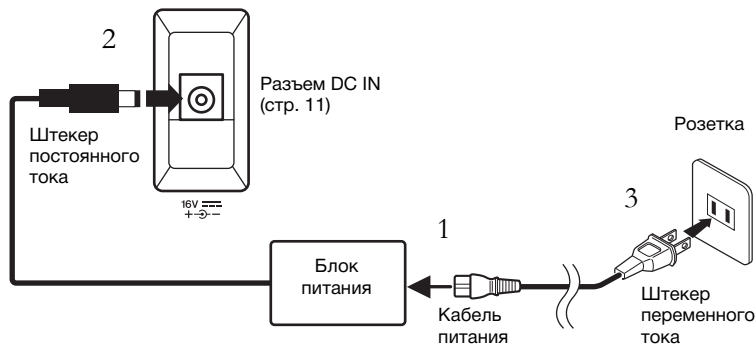 2
Разъем DC IN
(стр. 11)
Штекер
постоянного
тока
16V
Розетка
1
3
Блок
питания
Кабель
питания
Штекер
переменного
тока